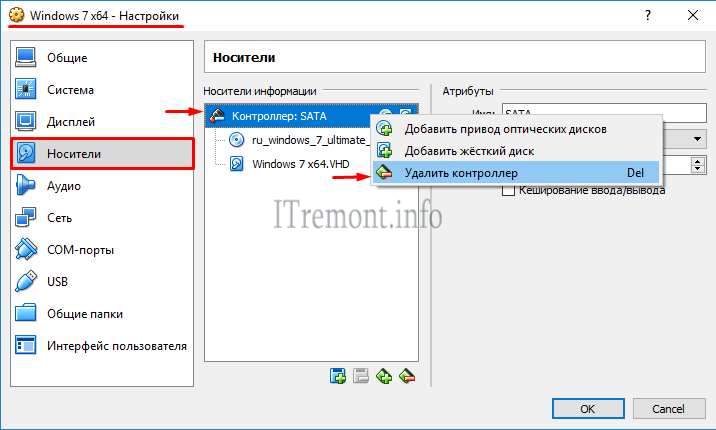 Windows 7 x64 - Настройки
Общие
Система
Дисплей
Носители
Аудио
Сеть
COM-порты
USB
Общие папки
Интерфейс пользователя
Носители
Носители информации
Контроллер: SATA
ru_windows_7_ultimate_
Windows 7 x64.VHD
Атрибуты
SATA
Добавить привод оптических дисков
Добавить жёсткий диск
Удалить контроллер Del
Кеширование ввода/вывода
ITremont.info
OK
Cancel